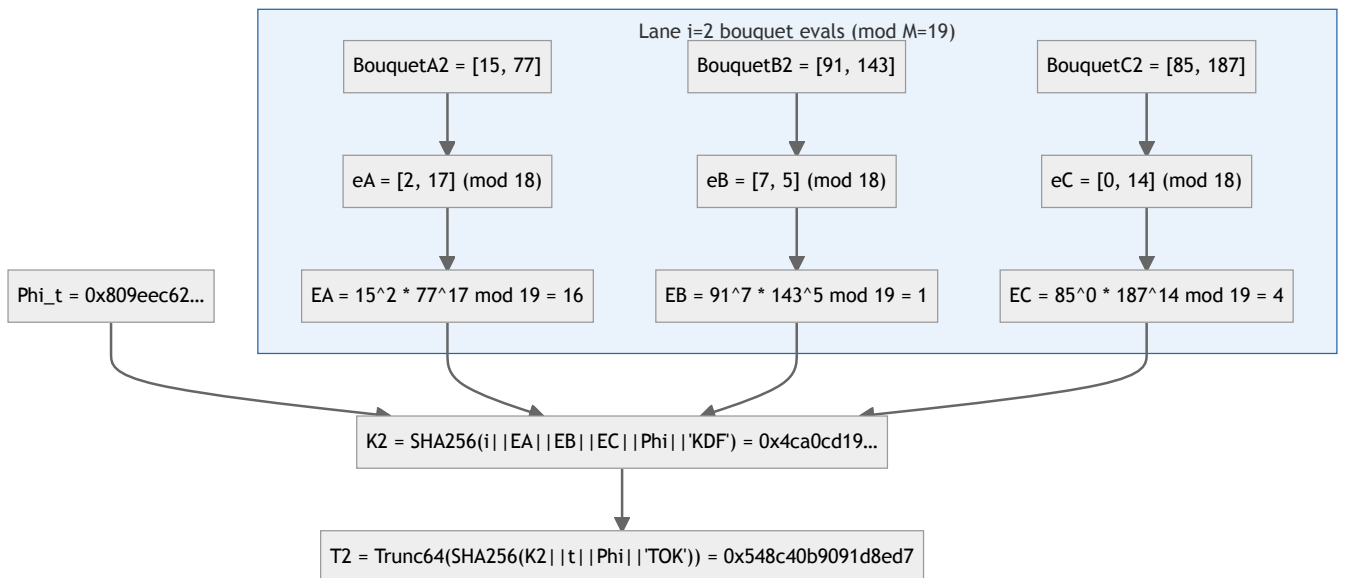 Lane i=2 bouquet evals (mod M=19)
BouquetA2 = [15, 77]
BouquetB2 = [91, 143]
BouquetC2 = [85, 187]
eA = [2, 17] (mod 18)
eB = [7, 5] (mod 18)
eC = [0, 14] (mod 18)
Phi_t = 0x809eec62...
EA = 15^2 * 77^17 mod 19 = 16
EB = 91^7 * 143^5 mod 19 = 1
EC = 85^0 * 187^14 mod 19 = 4
K2 = SHA256(i||EA||EB||EC||Phi||'KDF') = 0x4ca0cd19...
T2 = Trunc64(SHA256(K2||t||Phi||'TOK')) = 0x548c40b9091d8ed7